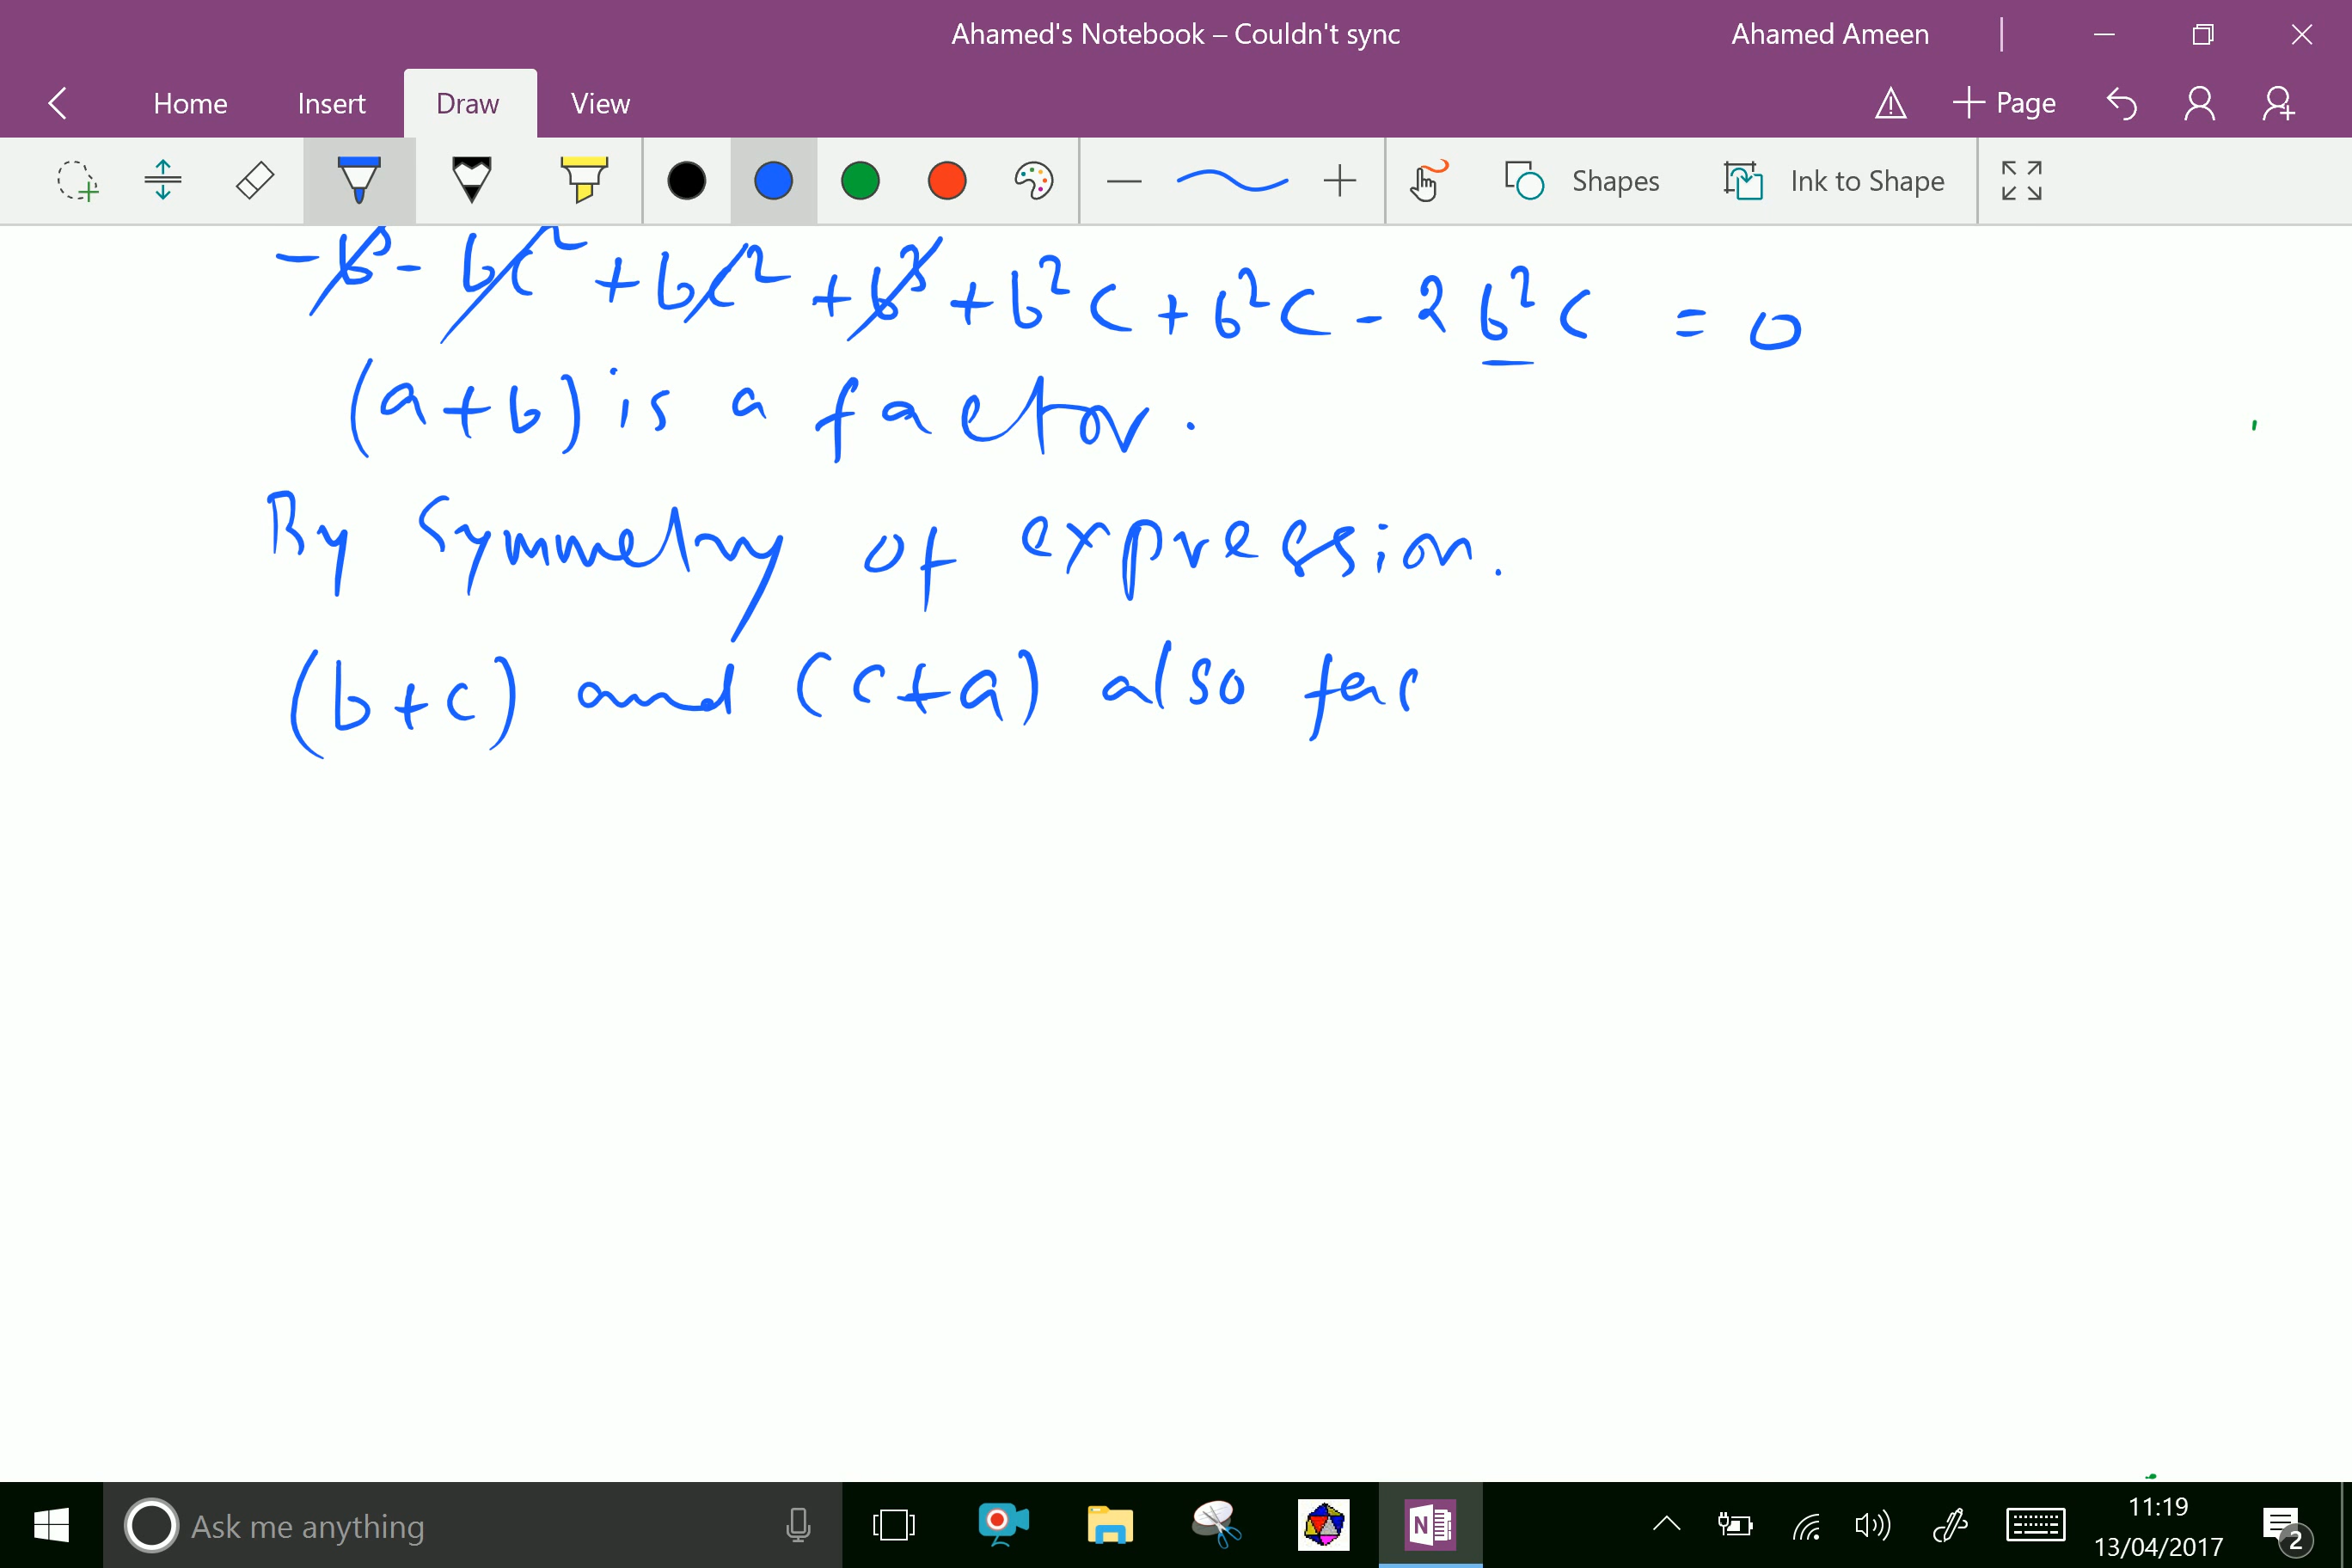 Ahamed's Notebook – Couldn't sync
Ahamed Ameen
Home Insert Draw View
Page
Shapes Ink to Shape
-b³ - bc² + bc² + b³ + b²c + b²c - 2b²c = 0
(a+b) is a factor.
By Symmetry of expression.
(b+c) and (c+a) also fac
Ask me anything
N
11:19
13/04/2017
2